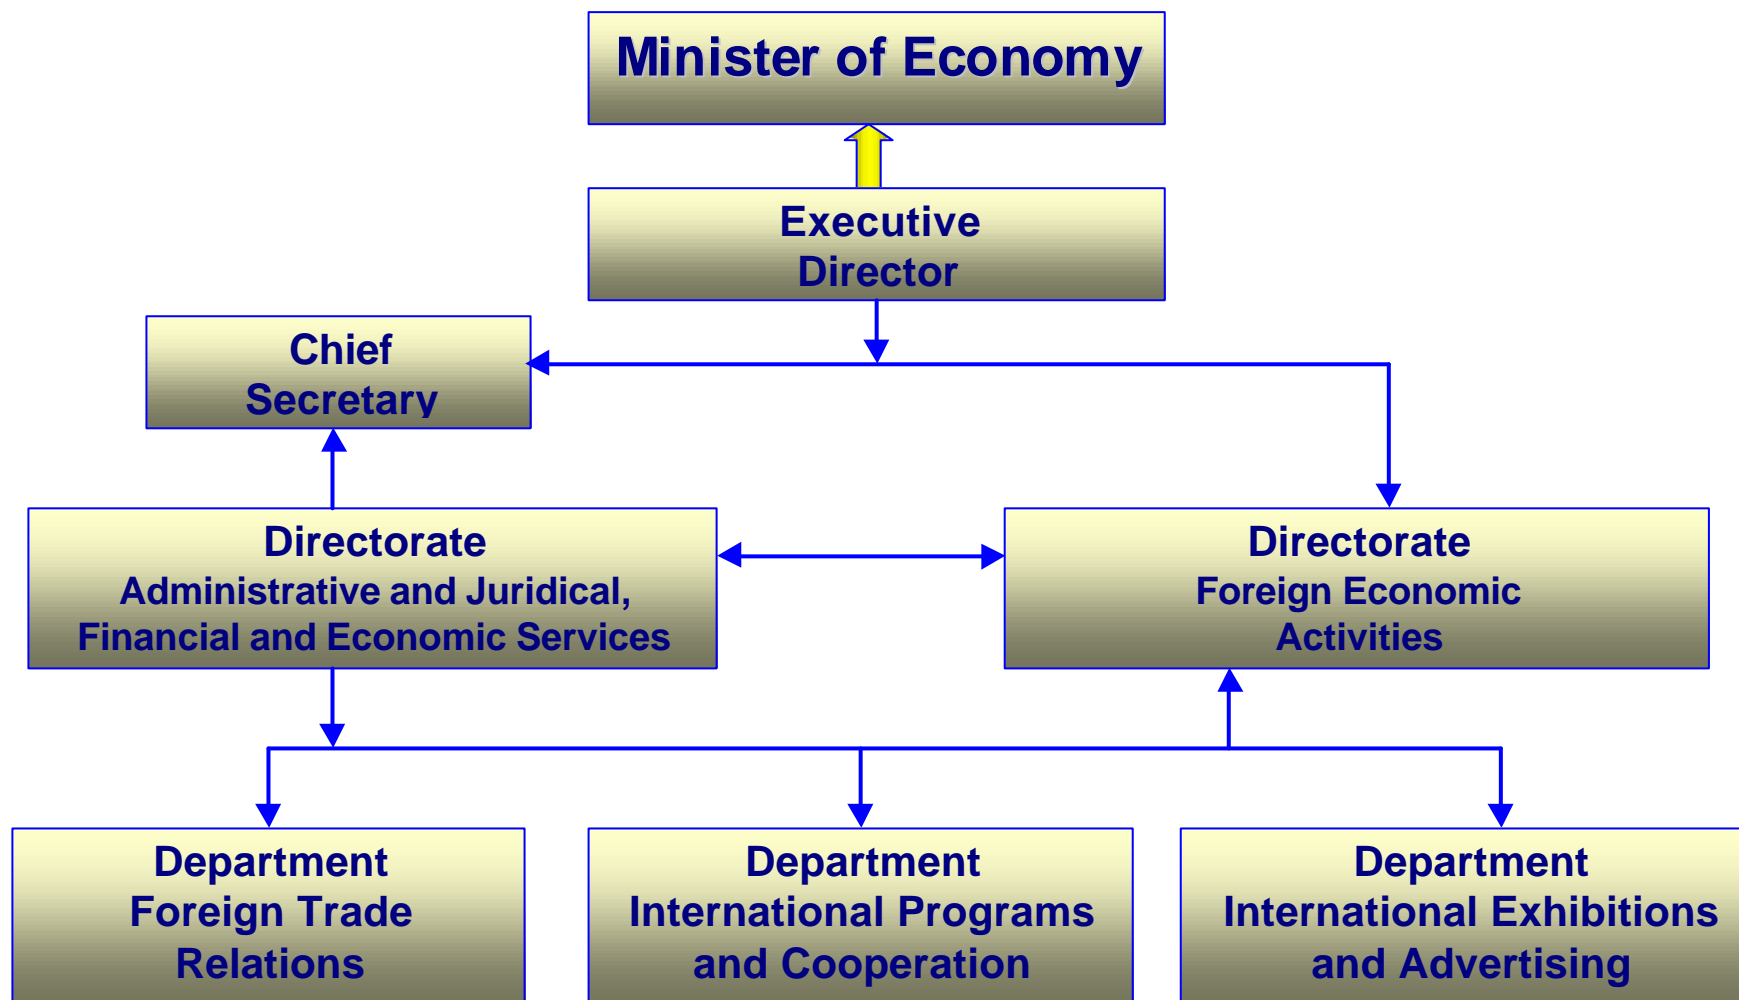 Minister of Economy
Executive
Director
Chief
Secretary
Directorate
Administrative and Juridical,
Financial and Economic Services
Directorate
Foreign Economic
Activities
Department
Foreign Trade
Relations
Department
International Programs
and Cooperation
Department
International Exhibitions
and Advertising